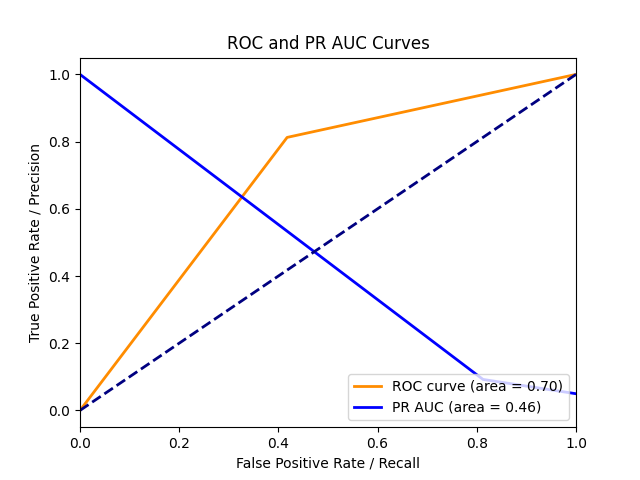 ROC and PR AUC Curves
True Positive Rate / Precision
1.0
0.8
0.6
0.4
0.2
0.0
0.0 0.2 0.4 0.6 0.8 1.0
False Positive Rate / Recall
ROC curve (area = 0.70)
PR AUC (area = 0.46)